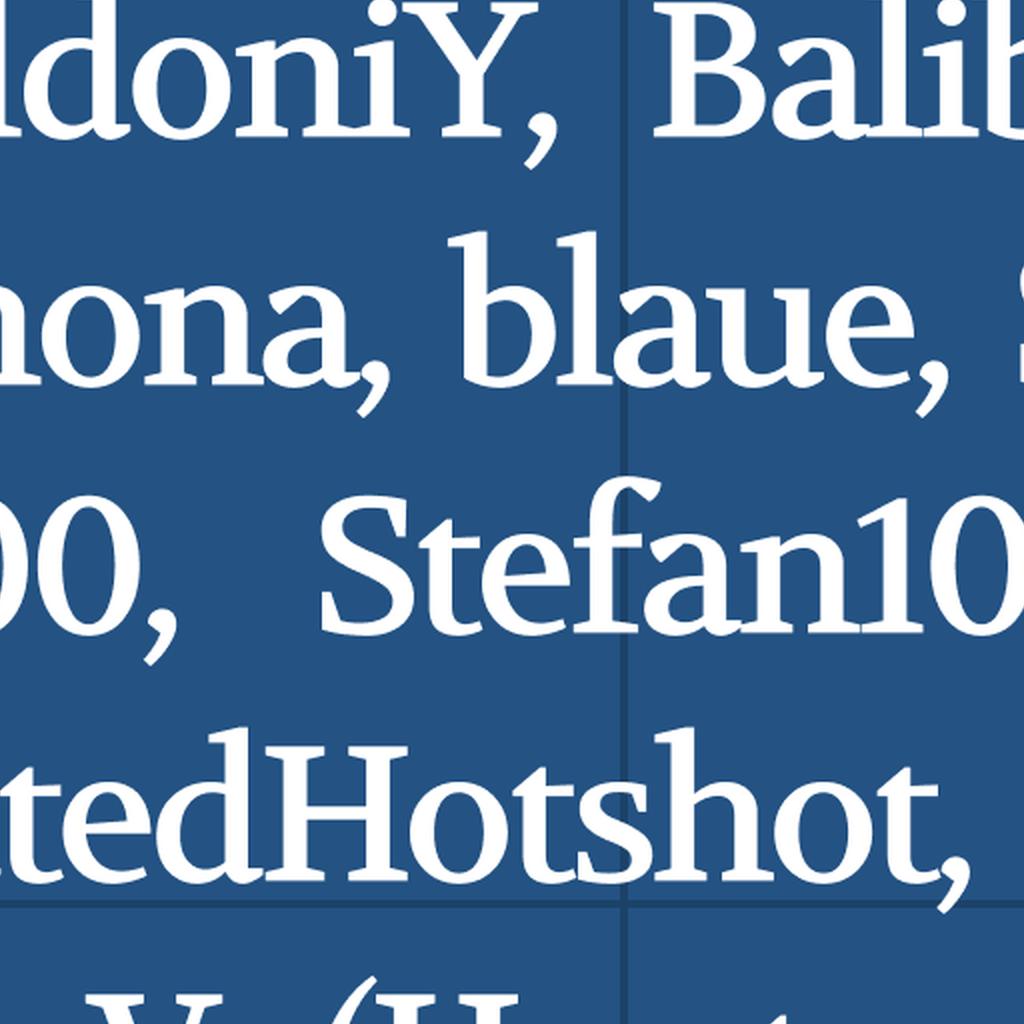 ldoniY, Balib
nona, blaue, S
00, Stefan10
tedHotshot,